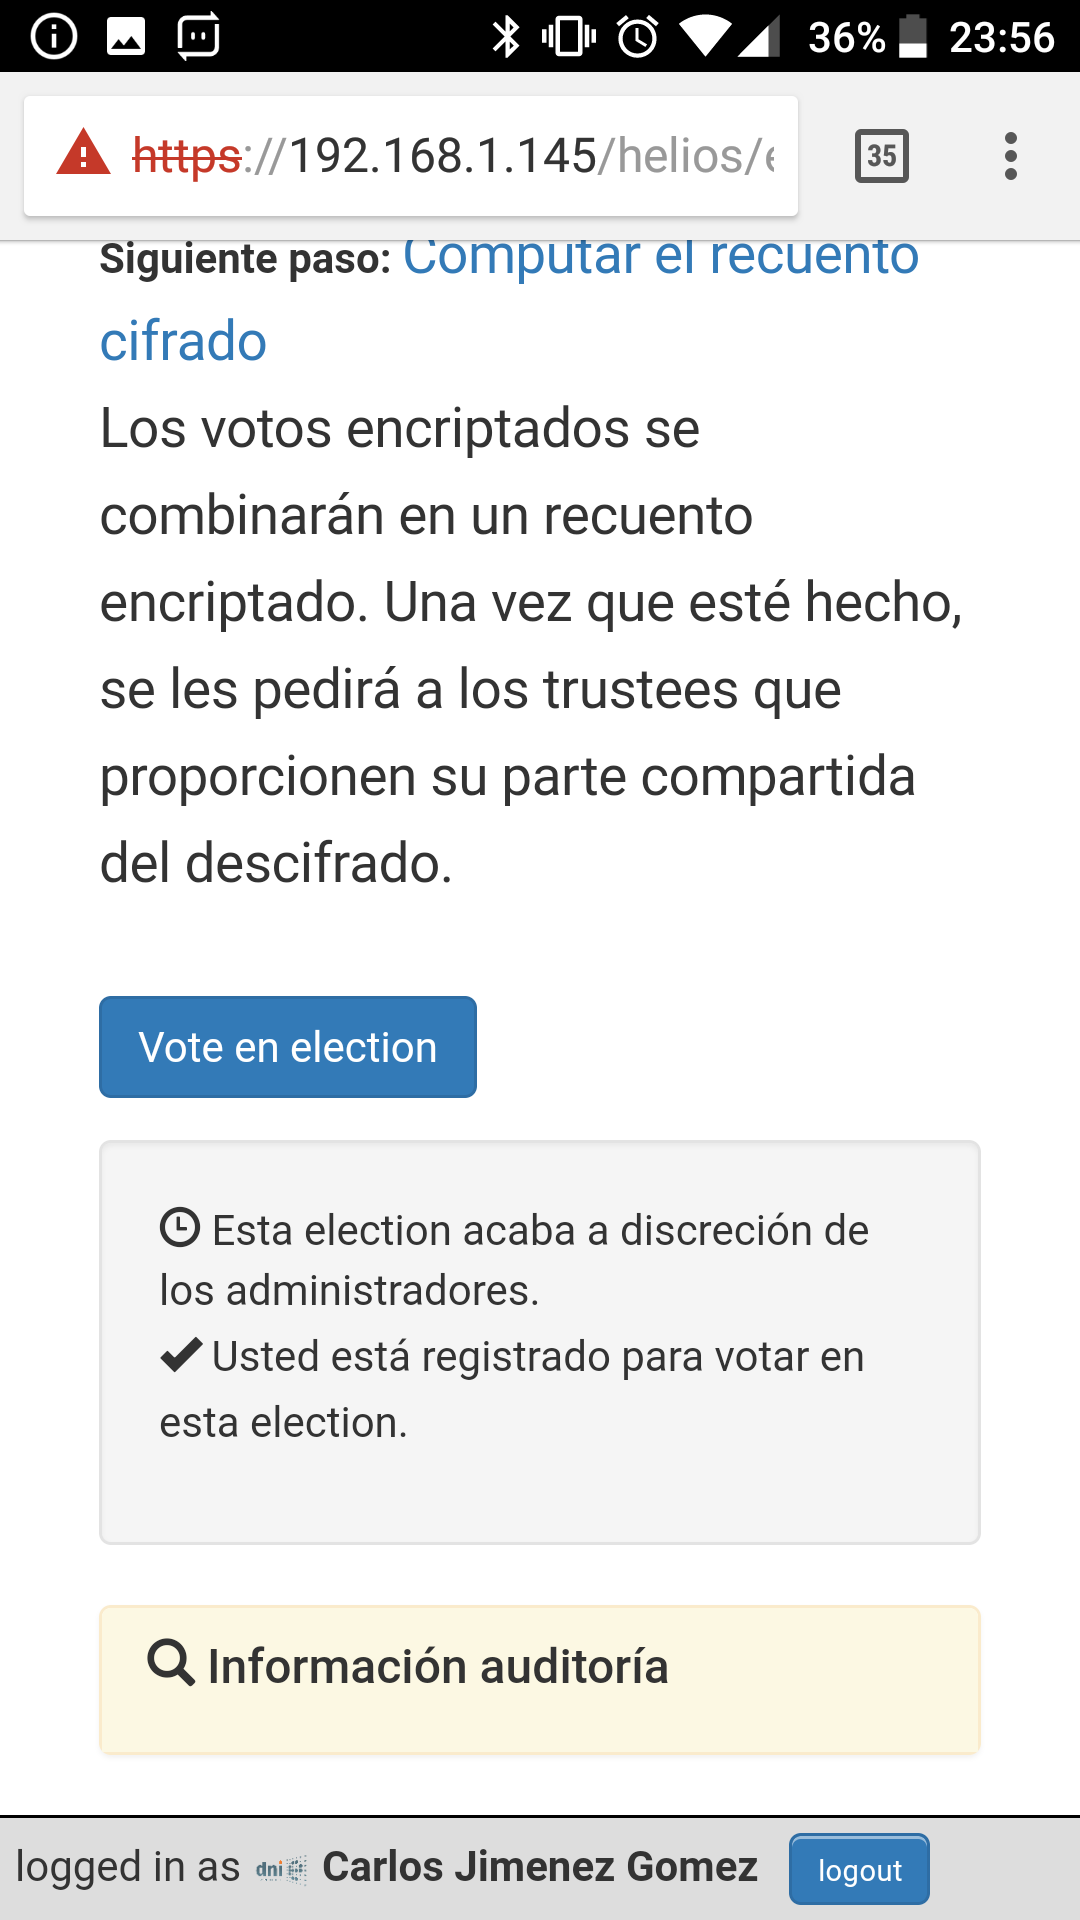 36% 23:56
https://192.168.1.145/helios/e
35
Siguiente paso: Computar el recuento
cifrado
Los votos encriptados se
combinarán en un recuento
encriptado. Una vez que esté hecho,
se les pedirá a los trustees que
proporcionen su parte compartida
del descifrado.
Vote en election
Esta election acaba a discreción de
los administradores.
Usted está registrado para votar en
esta election.
Información auditoría
logged in as dni Carlos Jimenez Gomez logout